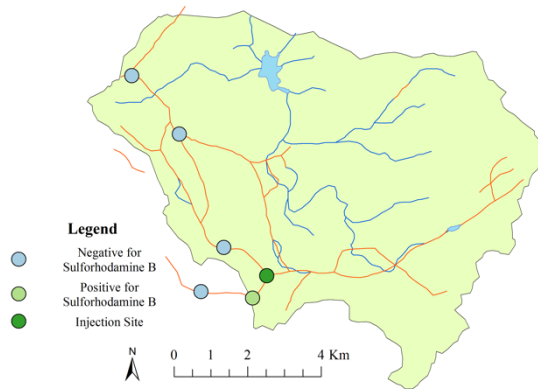 Legend
Negative for
Sulforhodamine B
Positive for
Sulforhodamine B
Injection Site
N
0 1 2 4 Km